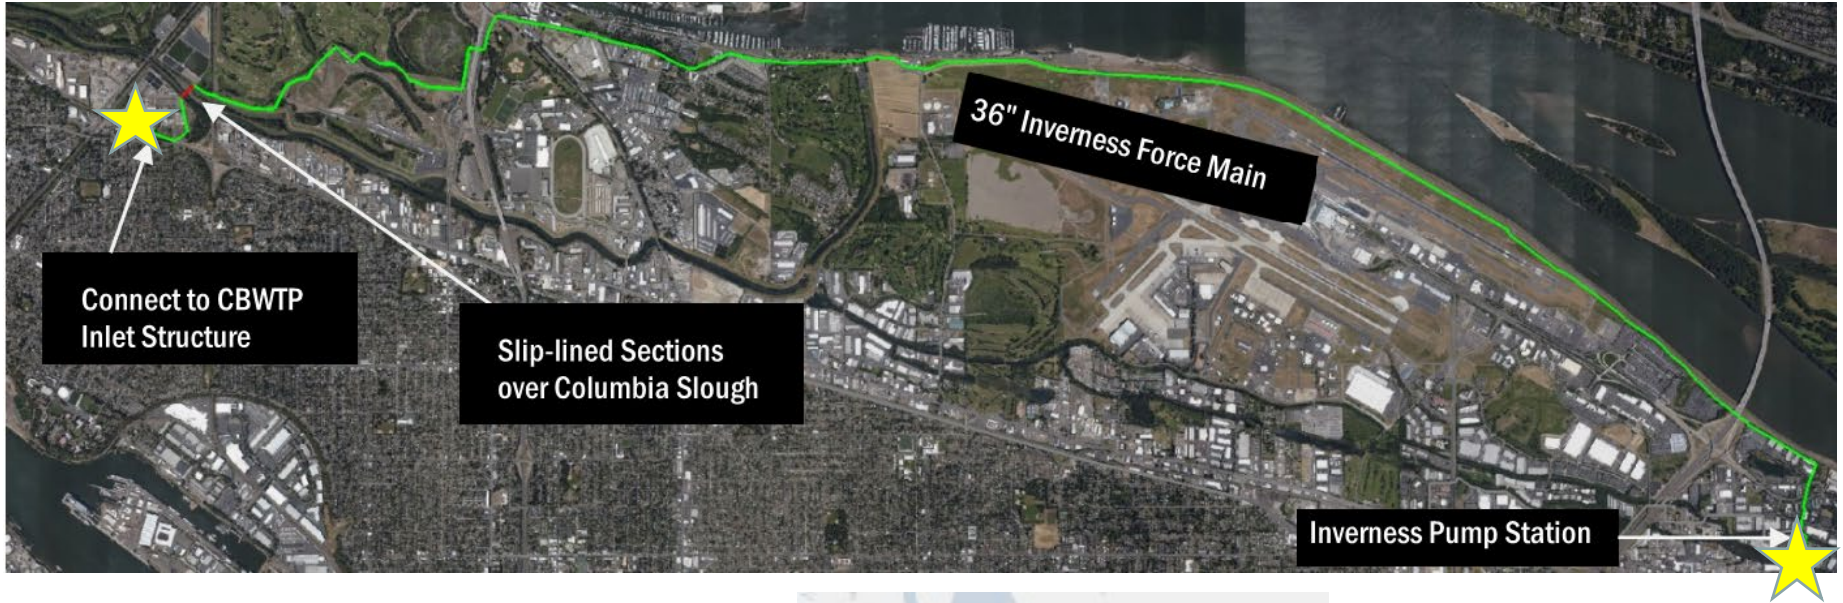 36" Inverness Force Main
Connect to CBWTP
Inlet Structure
Slip-lined Sections
over Columbia Slough
Inverness Pump Station